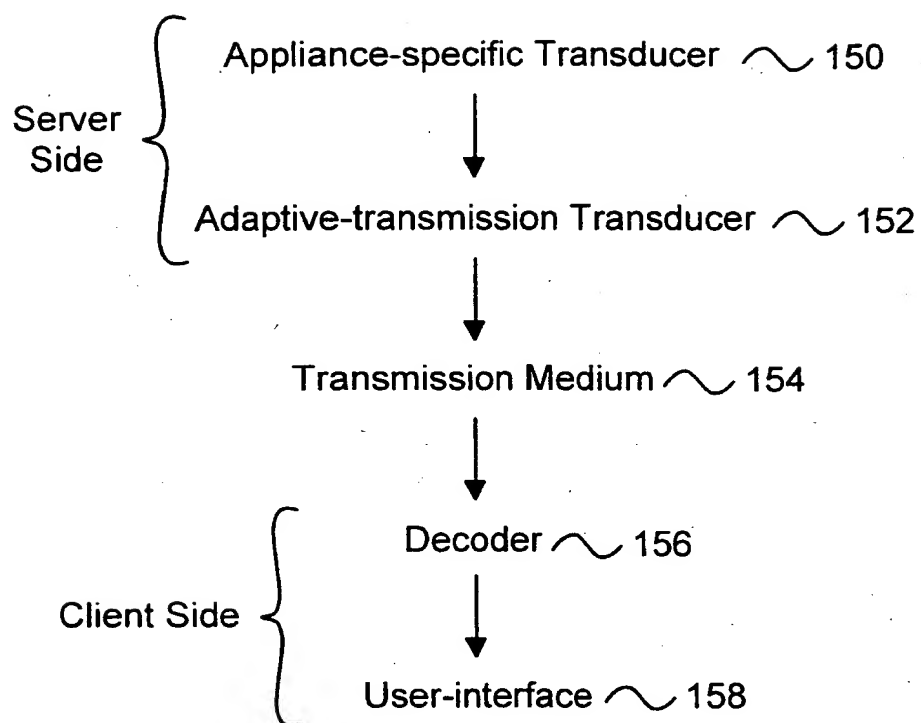 Appliance-specific Transducer 150
Server
Side
Adaptive-transmission Transducer 152
Transmission Medium 154
Decoder 156
Client Side
User-interface 158